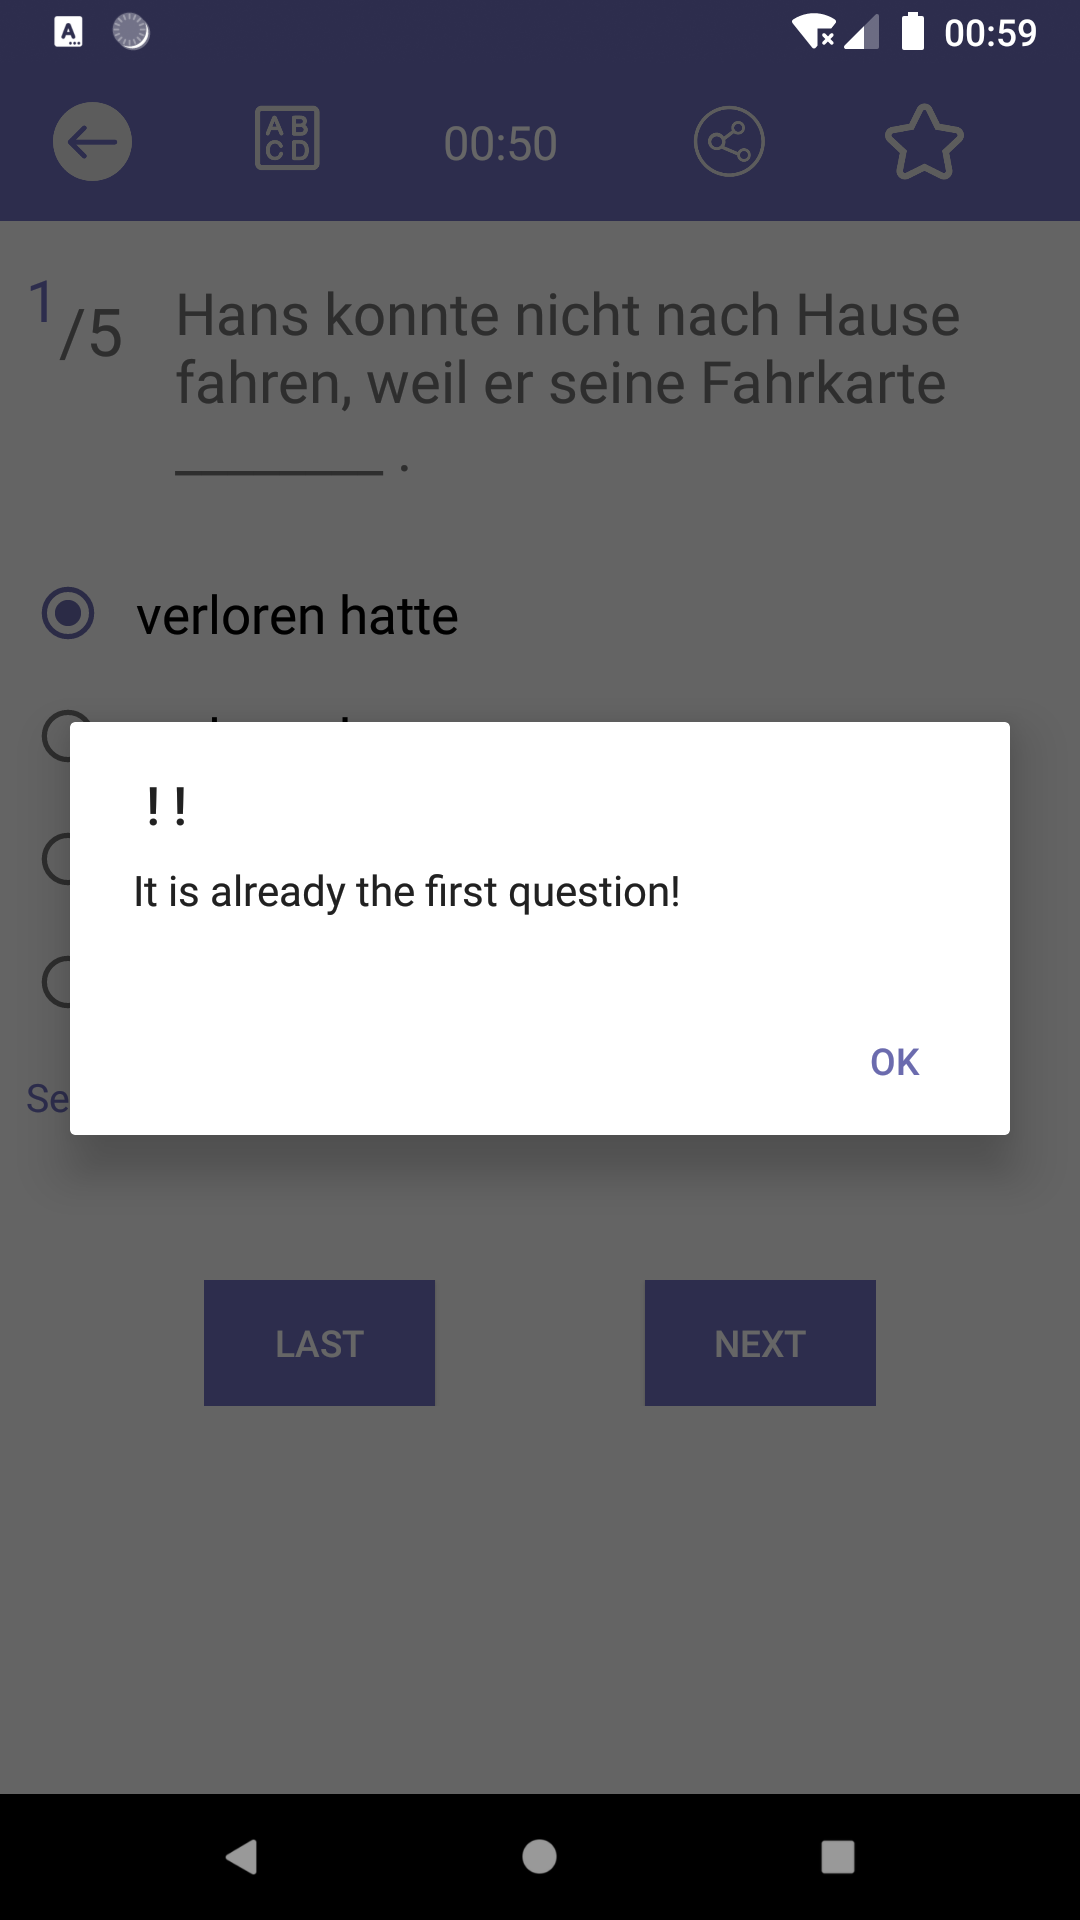 00:59
A B
C D
00:50
1/5
Hans konnte nicht nach Hause
fahren, weil er seine Fahrkarte
________ .
verloren hatte
!!
It is already the first question!
OK
LAST
NEXT